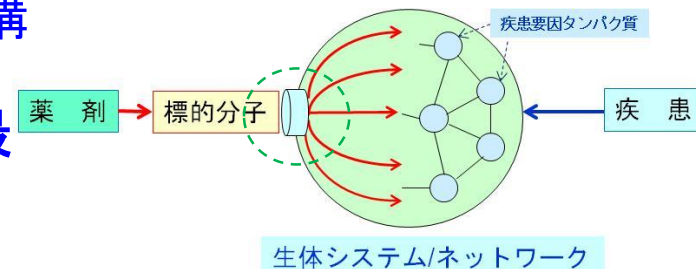 構
疾患要因タンパク質
薬　剤
標的分子
疾　患
生体システム/ネットワーク